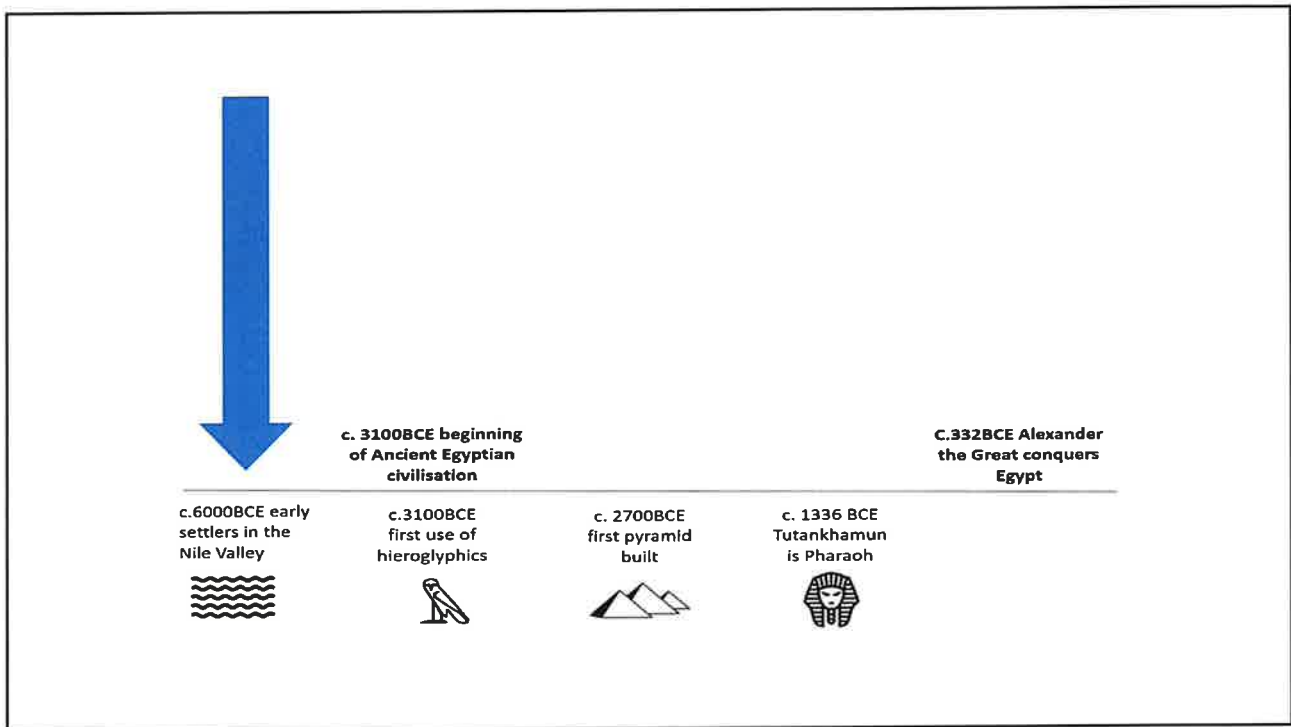 c. 3100BCE beginning
of Ancient Egyptian
civilisation
C.332BCE Alexander
the Great conquers
Egypt
c.6000BCE early
settlers in the
Nile Valley
c.3100BCE
first use of
hieroglyphics
c. 2700BCE
first pyramid
built
c. 1336 BCE
Tutankhamun
is Pharaoh